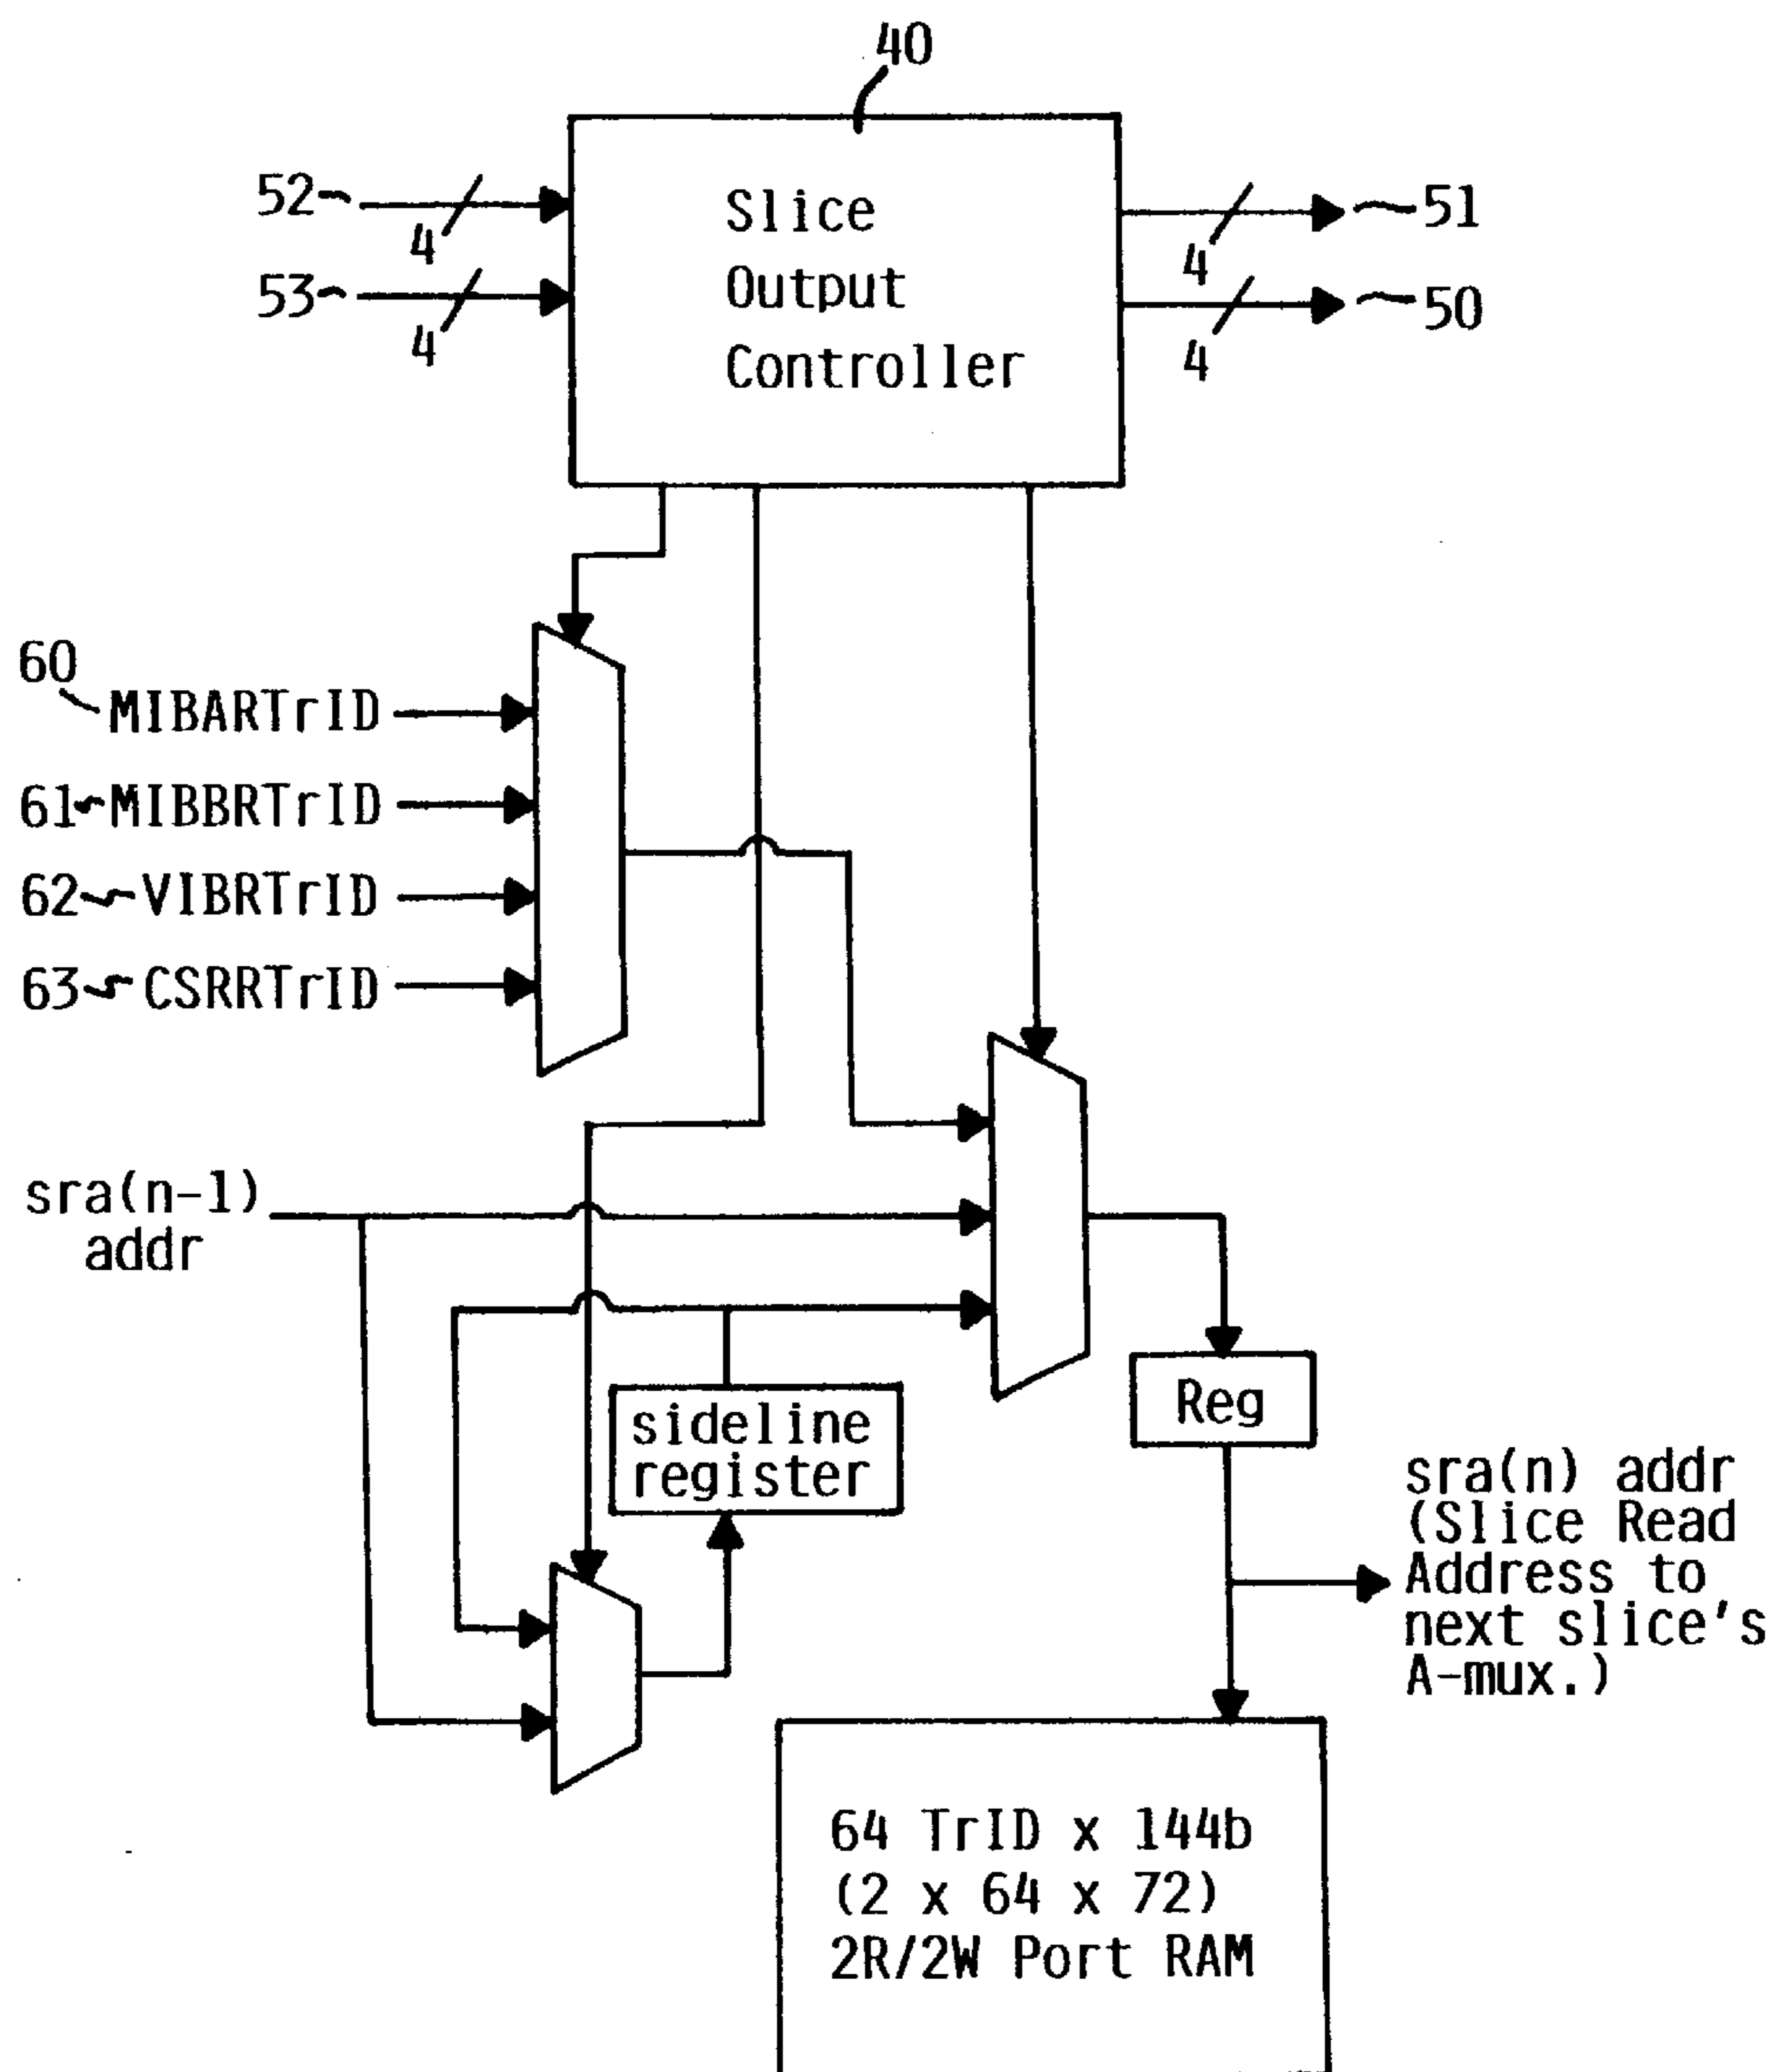 40
52
4
53
4
Slice
Output
Controller
4
51
4
50
60
MIBARTrID
61 MIBBRTrID
62 VIBRTrID
63 CSRRTrID
sra(n-1)
addr
sideline
register
Reg
sra(n) addr
(Slice Read
Address to
next slice's
A-mux.)
64 TrID x 144b
(2 x 64 x 72)
2R/2W Port RAM